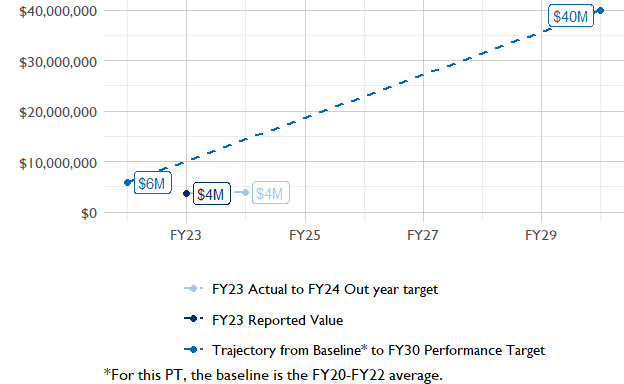 $40,000,000
$40M
$30,000,000
$20,000,000
$10,000,000
$6M
$4M
$4M
$0
FY23 FY25 FY27 FY29
FY23 Actual to FY24 Out year target
FY23 Reported Value
Trajectory from Baseline* to FY30 Performance Target
*For this PT, the baseline is the FY20-FY22 average.